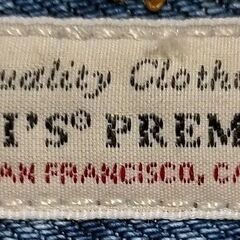 uality Clothi
I'S® PREM
AN FRANCISCO, CA